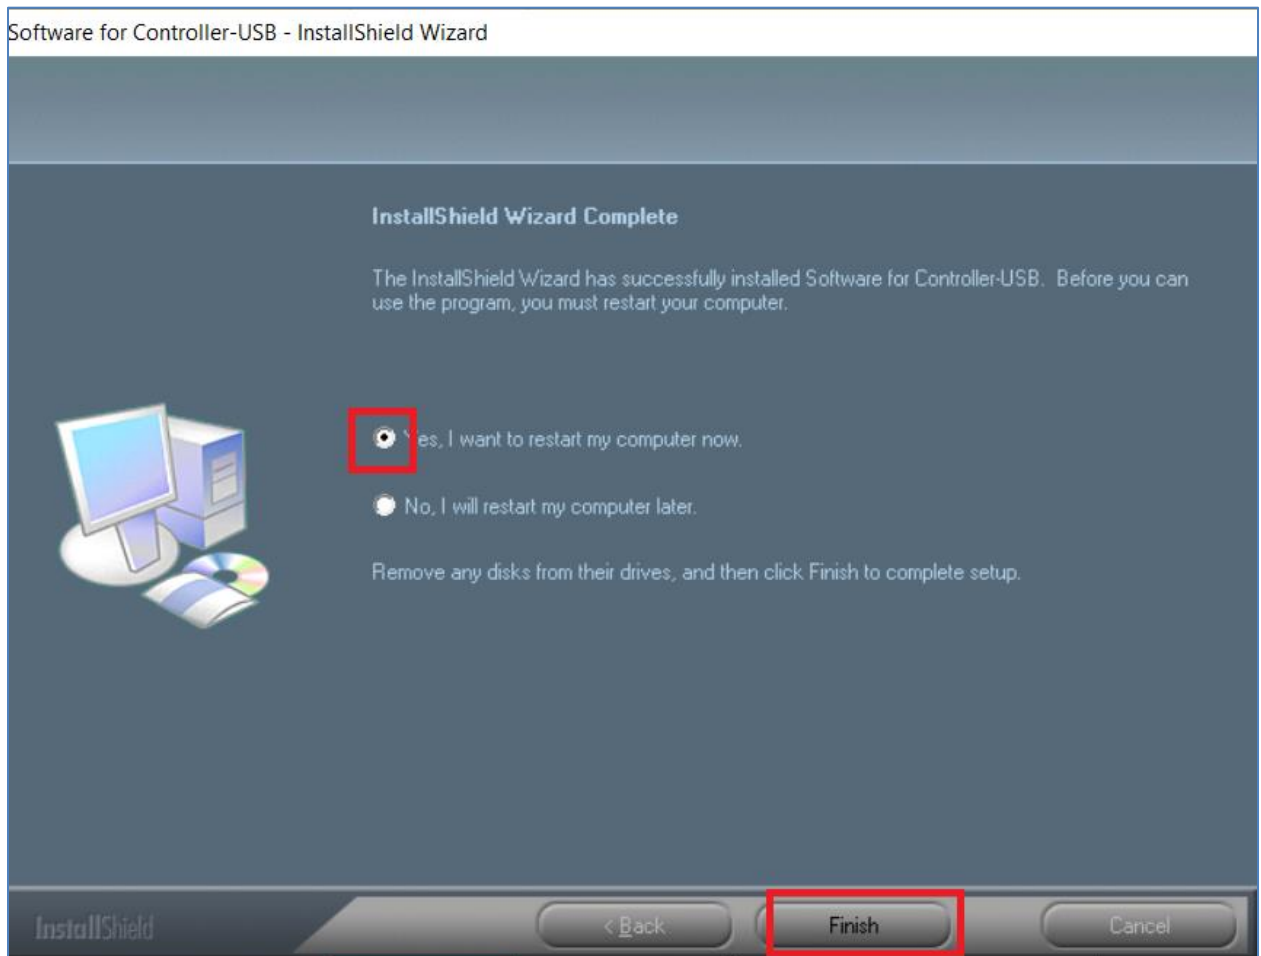 Software for Controller-USB - InstallShield Wizard
InstallShield Wizard Complete
The InstallShield Wizard has successfully installed Software for Controller-USB. Before you can
use the program, you must restart your computer.
Yes, I want to restart my computer now.
No, I will restart my computer later.
Remove any disks from their drives, and then click Finish to complete setup.
InstallShield
< Back
Finish
Cancel